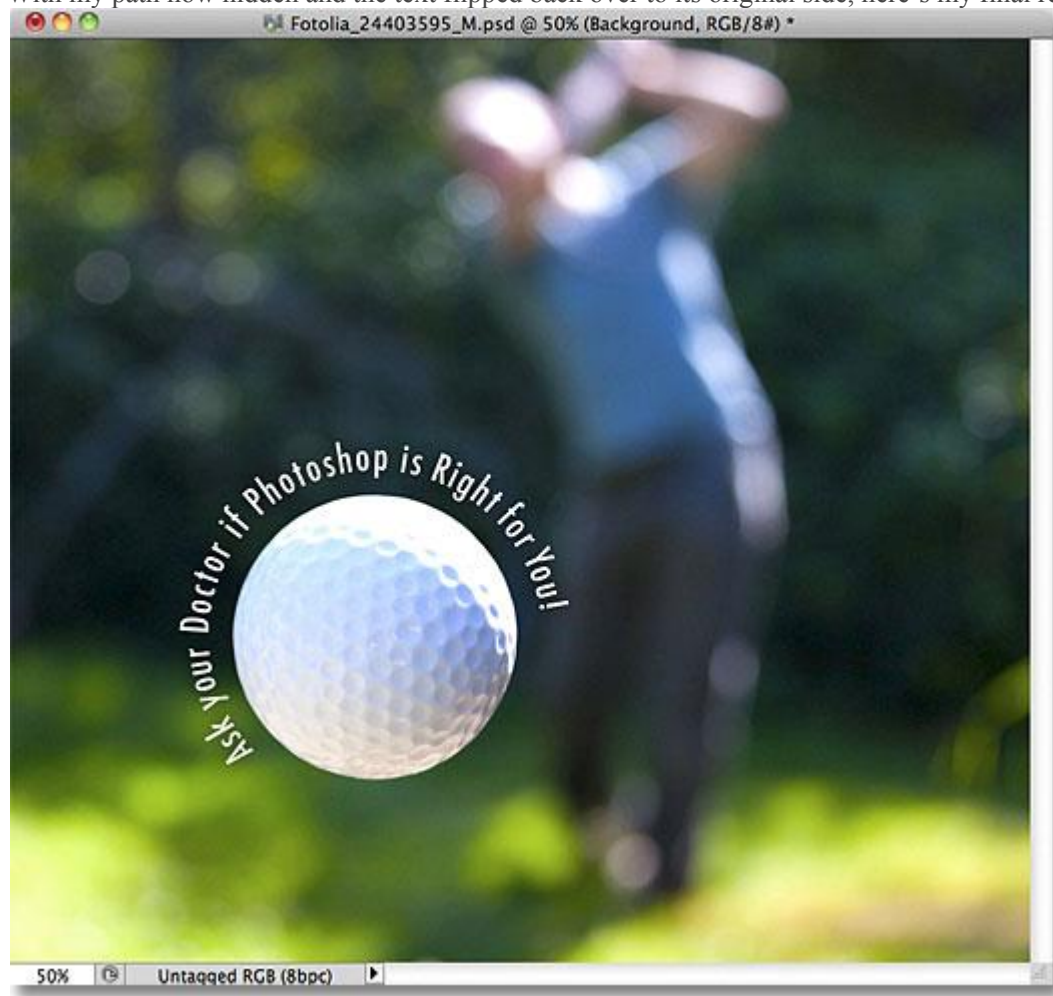 With my path now hidden and the text flipped back over to its original side, here's my final
Fotolia_24403595_M.psd @ 50% (Background, RGB/8#) *
Ask your Doctor if Photoshop is Right for You!
50% Untagged RGB (8bpc)